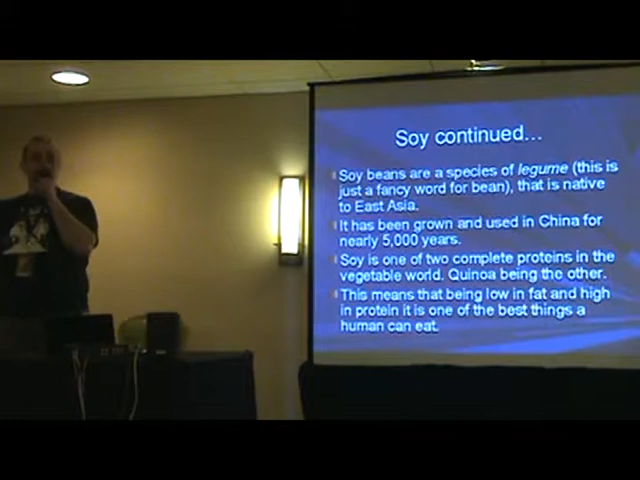 Soy continued...
Soy beans are a species of legume (this is
just a fancy word for bean), that is native
to East Asia.
It has been grown and used in China for
nearly 5,000 years.
Soy is one of two complete proteins in the
vegetable world. Quinoa being the other.
This means that being low in fat and high
in protein it is one of the best things a
human can eat.